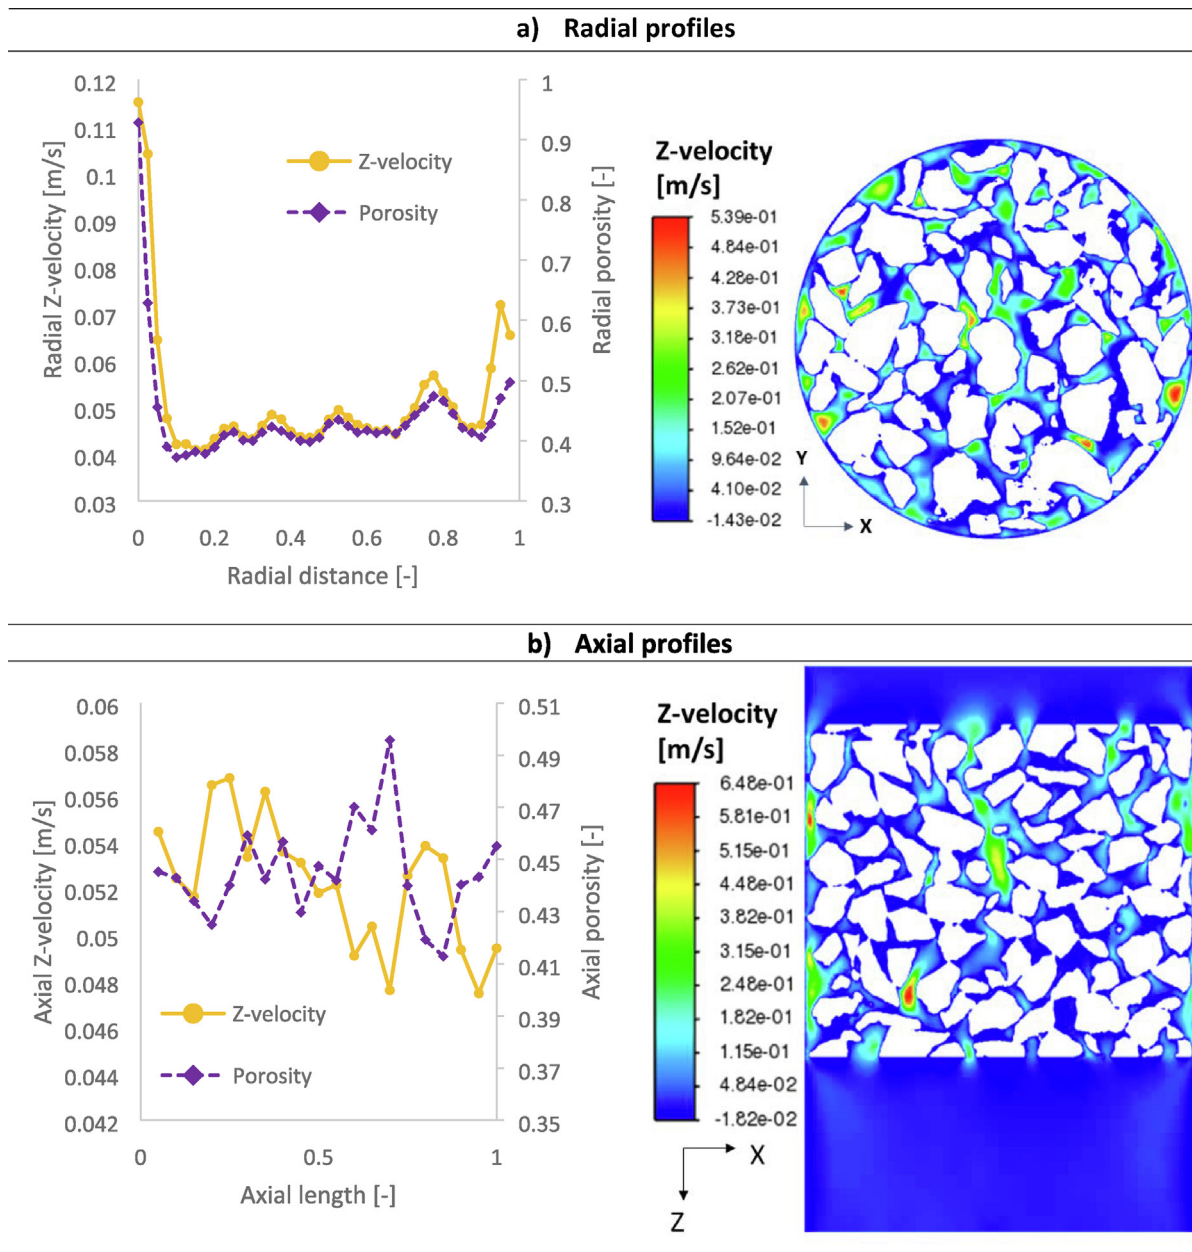 a) Radial profiles
0.12
0.11
0.1
0.09
0.08
0.07
0.06
0.05
0.04
0.03
Radial Z-velocity [m/s]
Z-velocity
Porosity
1
0.9
0.8
0.7
0.6
0.5
0.4
0.3
Radial porosity [-]
0 0.2 0.4 0.6 0.8 1
Radial distance [-]
Z-velocity
[m/s]
5.39e-01
4.84e-01
4.28e-01
3.73e-01
3.18e-01
2.62e-01
2.07e-01
1.52e-01
9.64e-02
4.10e-02
-1.43e-02
Y
X
b) Axial profiles
0.06
0.058
0.056
0.054
0.052
0.05
0.048
0.046
0.044
0.042
Axial Z-velocity [m/s]
Z-velocity
Porosity
0.51
0.49
0.47
0.45
0.43
0.41
0.39
0.37
0.35
Axial porosity [-]
0 0.5 1
Axial length [-]
Z-velocity
[m/s]
6.48e-01
5.81e-01
5.15e-01
4.48e-01
3.82e-01
3.15e-01
2.48e-01
1.82e-01
1.15e-01
4.84e-02
-1.82e-02
X
Z